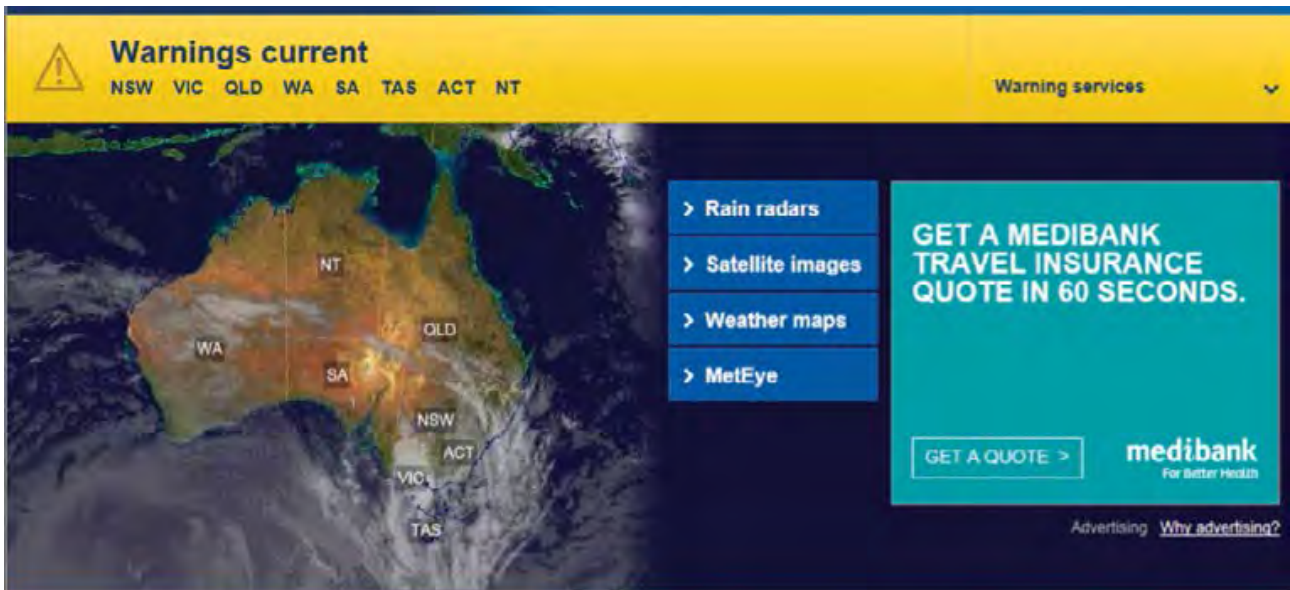 Warnings current
NSW VIC QLD WA SA TAS ACT NT
Warning services
NT
QLD
WA
SA
NSW
ACT
VIC
TAS
> Rain radars
> Satellite images
> Weather maps
> MetEye
GET A MEDIBANK
TRAVEL INSURANCE
QUOTE IN 60 SECONDS.
GET A QUOTE >
medibank
For Better Health
Advertising Why advertising?